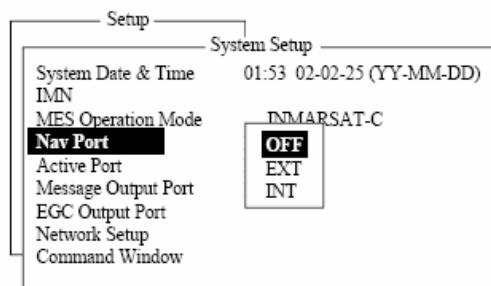 Setup
System Setup
System Date & Time 01:53 02-02-25 (YY-MM-DD)
IMN
MES Operation Mode INMARSAT-C
Nav Port OFF
Active Port EXT
Message Output Port INT
EGC Output Port
Network Setup
Command Window